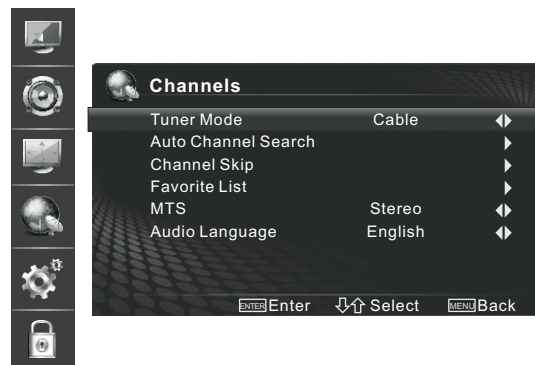 Channels
Tuner Mode Cable
Auto Channel Search
Channel Skip
Favorite List
MTS Stereo
Audio Language English
ENTER Enter Select MENU Back